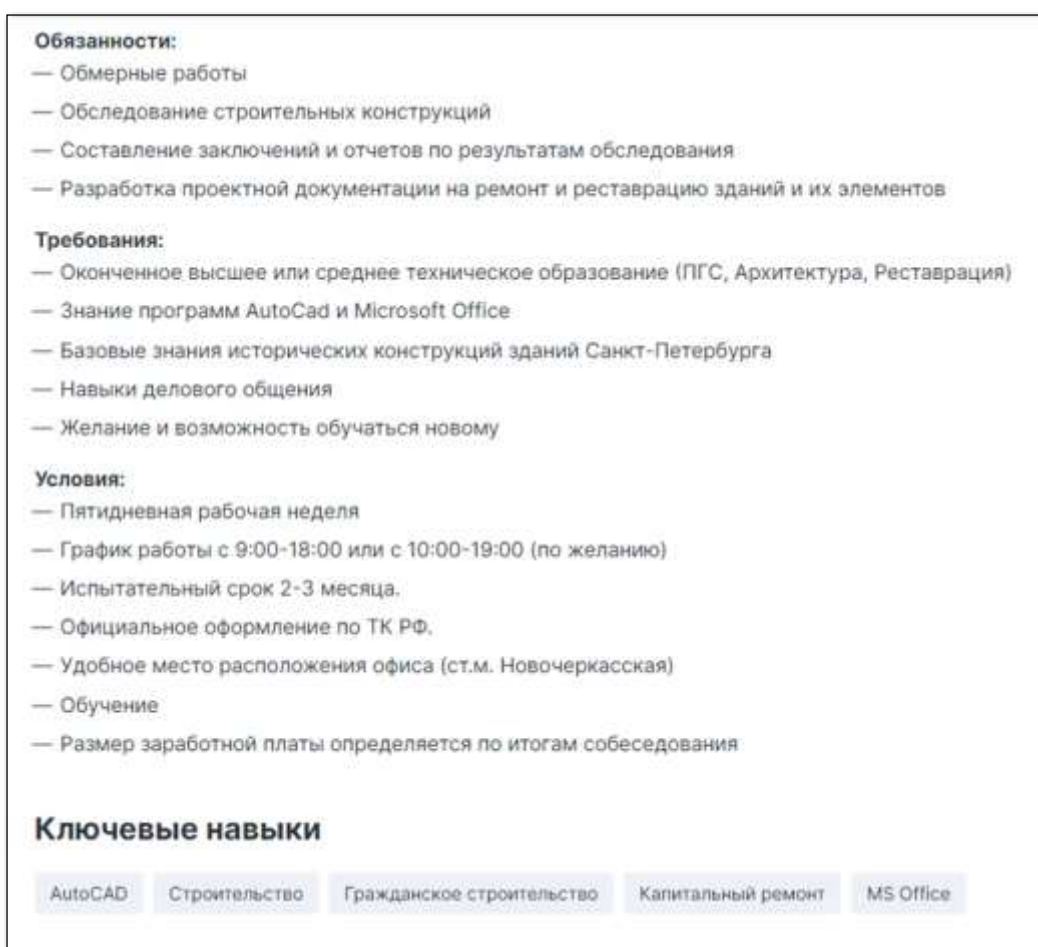 Обязанности:
— Обмерные работы
— Обследование строительных конструкций
— Составление заключений и отчетов по результатам обследования
— Разработка проектной документации на ремонт и реставрацию зданий и их элементов
Требования:
— Оконченное высшее или среднее техническое образование (ПГС, Архитектура, Реставрация)
— Знание программ AutoCad и Microsoft Office
— Базовые знания исторических конструкций зданий Санкт-Петербурга
— Навыки делового общения
— Желание и возможность обучаться новому
Условия:
— Пятидневная рабочая неделя
— График работы с 9:00-18:00 или с 10:00-19:00 (по желанию)
— Испытательный срок 2-3 месяца.
— Официальное оформление по ТК РФ.
— Удобное место расположения офиса (ст.м. Новочеркасская)
— Обучение
— Размер заработной платы определяется по итогам собеседования
Ключевые навыки
AutoCAD Строительство Гражданское строительство Капитальный ремонт MS Office